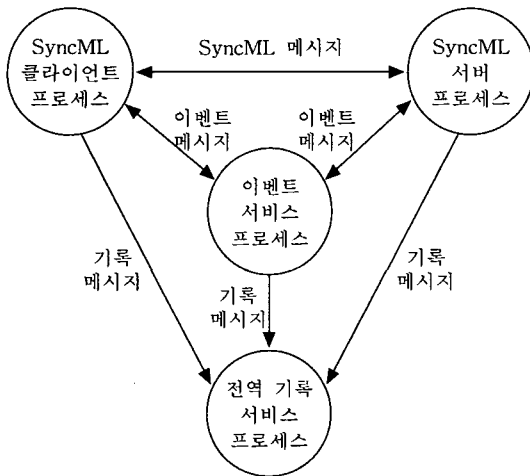 SyncML
클라이언트
프로세스
SyncML 메시지
SyncML
서버
프로세스
이벤트
메시지
이벤트
메시지
이벤트
서비스
프로세스
기록
메시지
기록
메시지
기록
메시지
전역 기록
서비스
프로세스